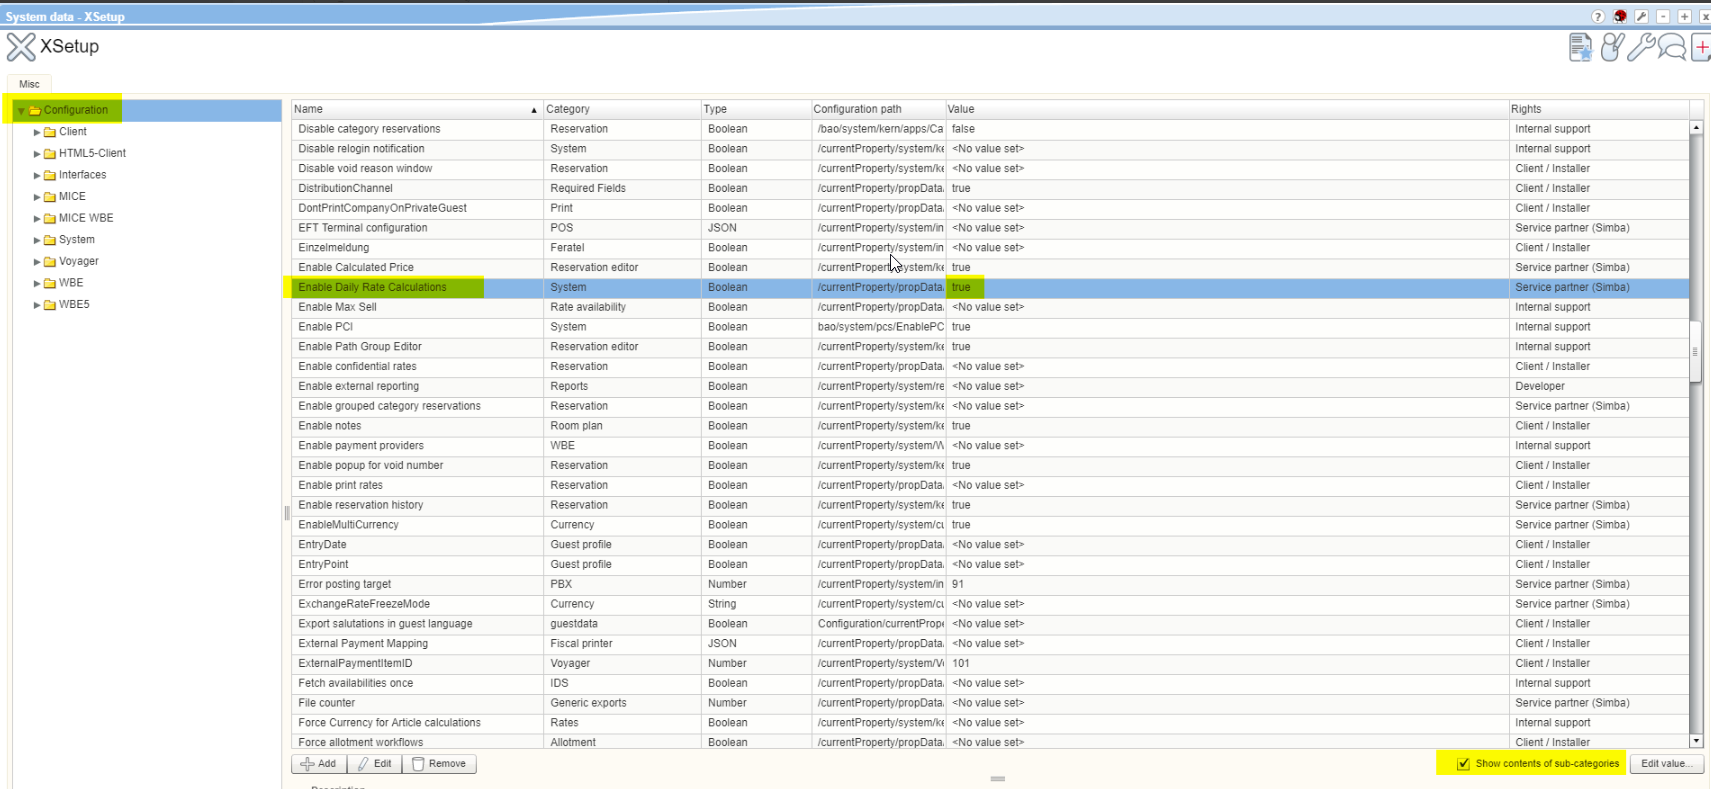 System data - XSetup
XSetup
Misc
Configuration
Client
HTML5-Client
Interfaces
MICE
MICE WBE
System
Voyager
WBE
WBE5
Name Category Type Configuration path Value Rights
Disable category reservations Reservation Boolean /bao/system/kern/apps/Ca false Internal support
Disable relogin notification System Boolean /currentProperty/system/ke <No value set> Internal support
Disable void reason window Reservation Boolean /currentProperty/system/ke <No value set> Client / Installer
DistributionChannel Required Fields Boolean /currentProperty/propData. true Client / Installer
DontPrintCompanyOnPrivateGuest Print Boolean /currentProperty/propData. <No value set> Client / Installer
EFT Terminal configuration POS JSON /currentProperty/system/in <No value set> Service partner (Simba)
Einzelmeldung Feratel Boolean /currentProperty/system/in <No value set> Client / Installer
Enable Calculated Price Reservation editor Boolean /currentProperty/system/ke true Service partner (Simba)
Enable Daily Rate Calculations System Boolean /currentProperty/propData. true Service partner (Simba)
Enable Max Sell Rate availability Boolean /currentProperty/propData. <No value set> Internal support
Enable PCI System Boolean bao/system/pcs/EnablePC true Internal support
Enable Path Group Editor Reservation editor Boolean /currentProperty/system/ke true Internal support
Enable confidential rates Reservation Boolean /currentProperty/propData. <No value set> Client / Installer
Enable external reporting Reports Boolean /currentProperty/system/re <No value set> Developer
Enable grouped category reservations Reservation Boolean /currentProperty/system/ke <No value set> Service partner (Simba)
Enable notes Room plan Boolean /currentProperty/system/ke true Client / Installer
Enable payment providers WBE Boolean /currentProperty/system/W <No value set> Internal support
Enable popup for void number Reservation Boolean /currentProperty/system/ke true Client / Installer
Enable print rates Reservation Boolean /currentProperty/propData. <No value set> Client / Installer
Enable reservation history Reservation Boolean /currentProperty/system/ke true Service partner (Simba)
EnableMultiCurrency Currency Boolean /currentProperty/system/cu true Service partner (Simba)
EntryDate Guest profile Boolean /currentProperty/propData. <No value set> Client / Installer
EntryPoint Guest profile Boolean /currentProperty/propData. <No value set> Client / Installer
Error posting target PBX Number /currentProperty/system/in 91 Service partner (Simba)
ExchangeRateFreezeMode Currency String /currentProperty/system/cu <No value set> Service partner (Simba)
Export salutations in guest language guestdata Boolean Configuration/currentPrope <No value set> Client / Installer
External Payment Mapping Fiscal printer JSON /currentProperty/propData. <No value set> Client / Installer
ExternalPaymentItemID Voyager Number /currentProperty/system/Vo 101 Client / Installer
Fetch availabilities once IDS Boolean /currentProperty/propData. <No value set> Internal support
File counter Generic exports Number /currentProperty/propData. <No value set> Service partner (Simba)
Force Currency for Article calculations Rates Boolean /currentProperty/system/ke <No value set> Internal support
Force allotment workflows Allotment Boolean /currentProperty/propData. <No value set> Client / Installer
Add Edit Remove Show contents of sub-categories Edit value...